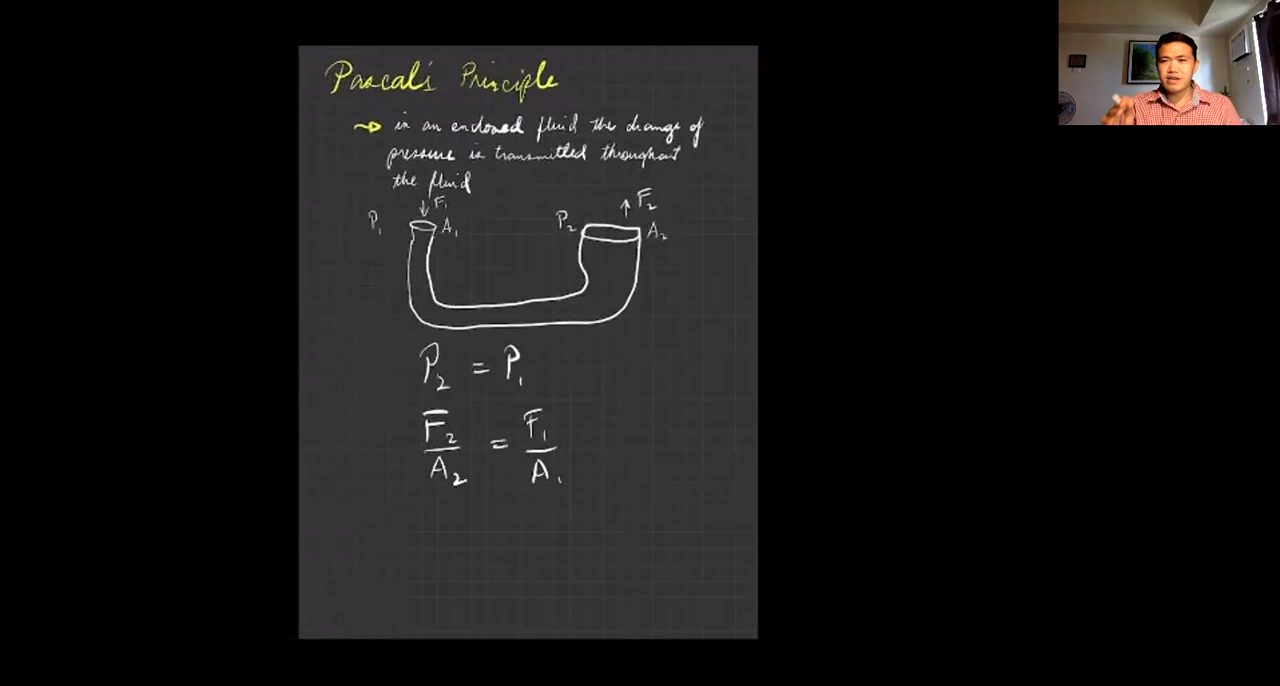 Pascal's Principle
in an enclosed fluid the change of
pressure is transmitted throughout
the fluid
F₁
F₂
P₁ A₁ P₂ A₂
P₂ = P₁
F₂ = F₁
A₂ A₁